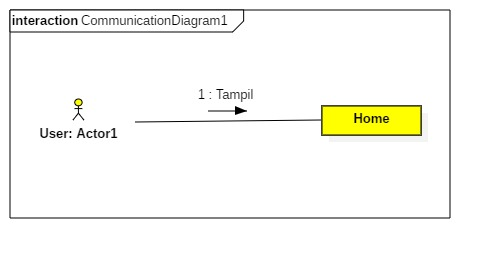 interaction CommunicationDiagram1
1 : Tampil
Home
User: Actor1